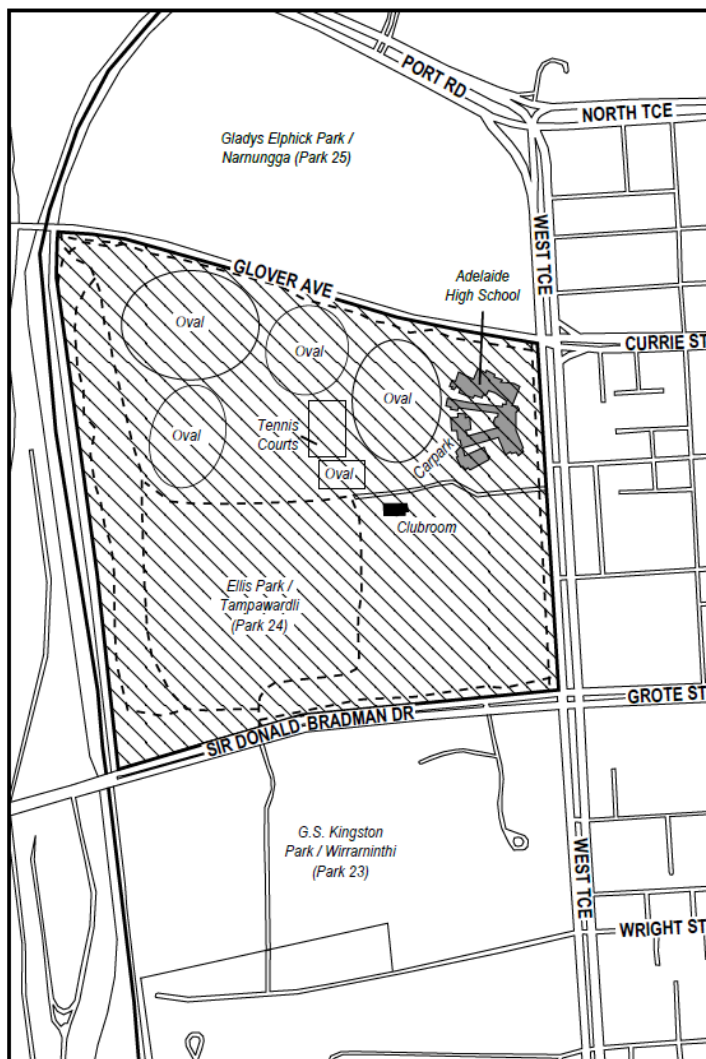 PORT RD
NORTH TCE
Gladys Elphick Park /
Narnungga (Park 25)
WEST TCE
GLOVER AVE
Adelaide
High School
CURRIE ST
Oval
Oval
Oval
Oval
Tennis
Courts
Carpark
Oval
Clubroom
Ellis Park /
Tampawardli
(Park 24)
GROTE ST
SIR DONALD-BRADMAN DR
G.S. Kingston
Park / Wirrarninthi
(Park 23)
WEST TCE
WRIGHT ST